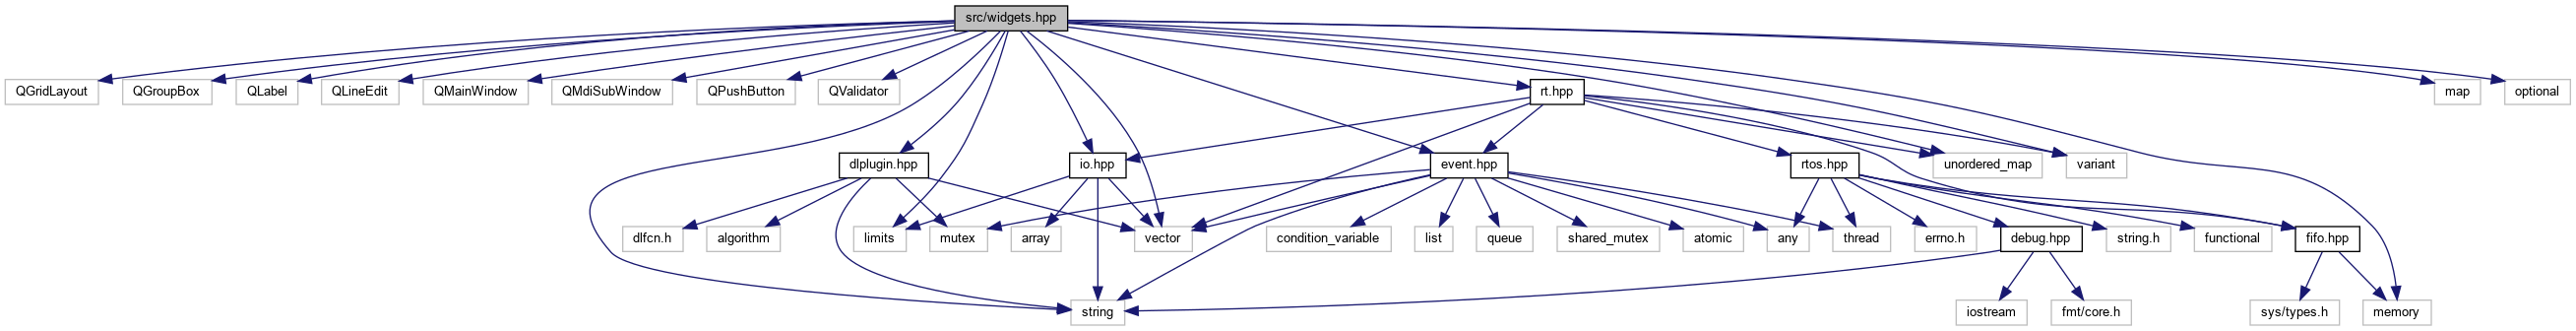 src/widgets.hpp
QGridLayout
QGroupBox
QLabel
QLineEdit
QMainWindow
QMdiSubWindow
QPushButton
QValidator
rt.hpp
map
optional
dlplugin.hpp
io.hpp
event.hpp
rtos.hpp
unordered_map
variant
dlfcn.h
algorithm
limits
mutex
array
vector
condition_variable
list
queue
shared_mutex
atomic
any
thread
errno.h
debug.hpp
string.h
functional
fifo.hpp
string
iostream
fmt/core.h
sys/types.h
memory